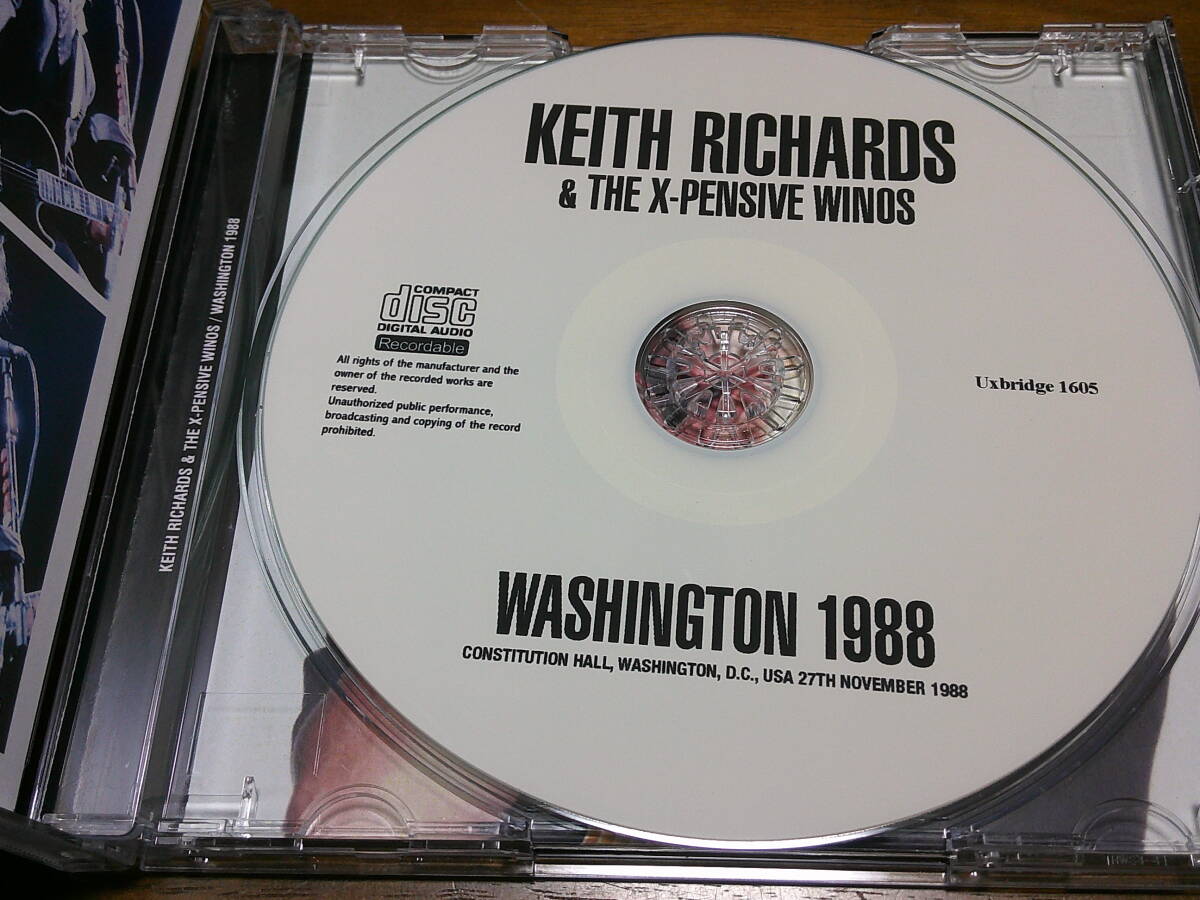 KEITH RICHARDS
& THE X-PENSIVE WINOS
COMPACT
disc
DIGITAL AUDIO
Recordable
All rights of the manufacturer and the
owner of the recorded works are
reserved.
Unauthorized public performance,
broadcasting and copying of the record
prohibited.
Uxbridge 1605
WASHINGTON 1988
CONSTITUTION HALL, WASHINGTON, D.C., USA 27TH NOVEMBER 1988
KEITH RICHARDS & THE X-PENSIVE WINOS / WASHINGTON 1988